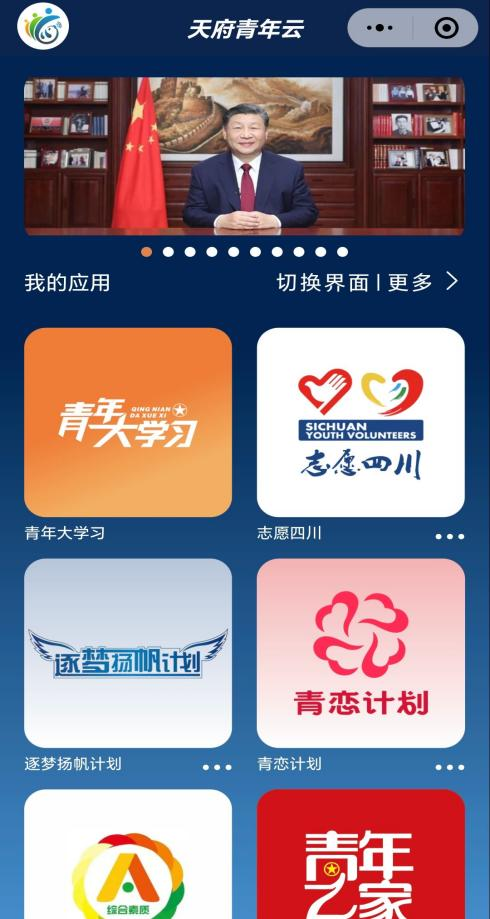 天府青年云
我的应用
切换界面 | 更多
青年大学习
QING NIAN
DA XUE XI
SICHUAN
YOUTH VOLUNTEERS
志愿四川
青年大学习
志愿四川
逐梦扬帆计划
青恋计划
逐梦扬帆计划
青恋计划
综合素质
青年
之家